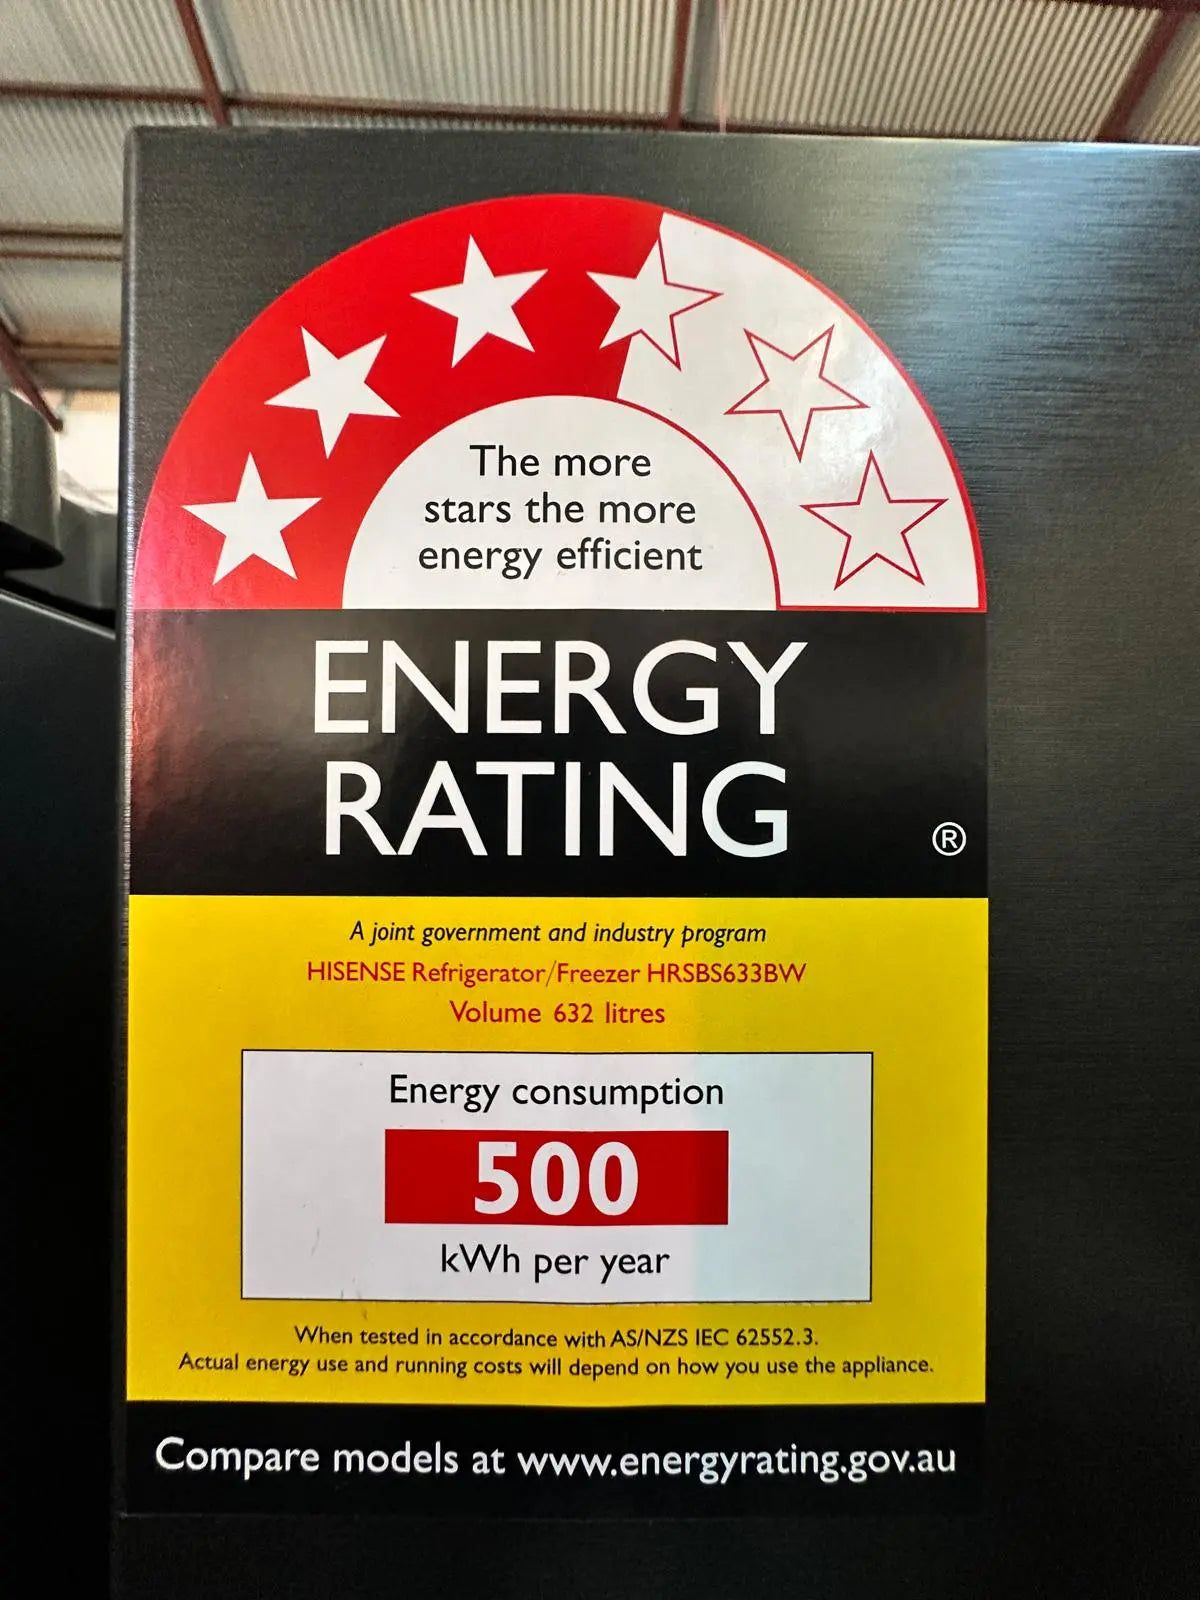 The more
stars the more
energy efficient
ENERGY
RATING
®
A joint government and industry program
HISENSE Refrigerator/Freezer HRSBS633BW
Volume 632 litres
Energy consumption
500
kWh per year
When tested in accordance with AS/NZS IEC 62552.3.
Actual energy use and running costs will depend on how you use the appliance.
Compare models at www.energyrating.gov.au